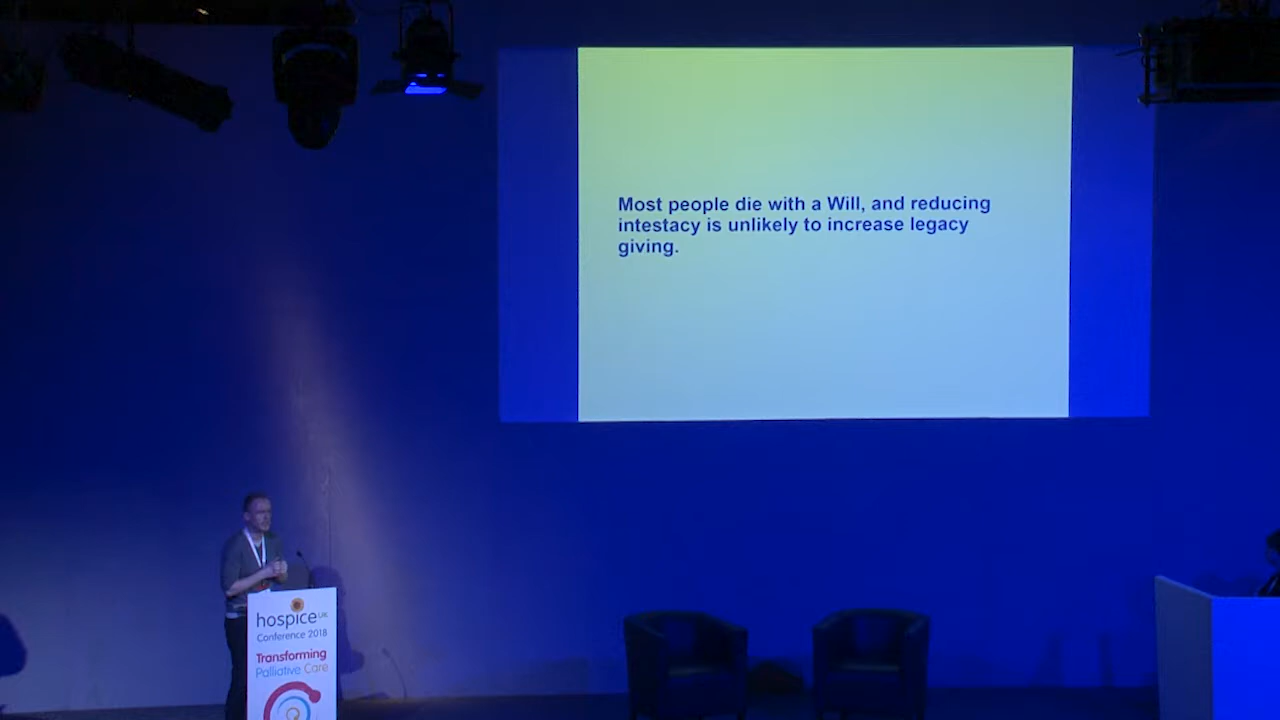 Most people die with a Will, and reducing
intestacy is unlikely to increase legacy
giving.
hospice UK
Conference 2018
Transforming
Palliative Care